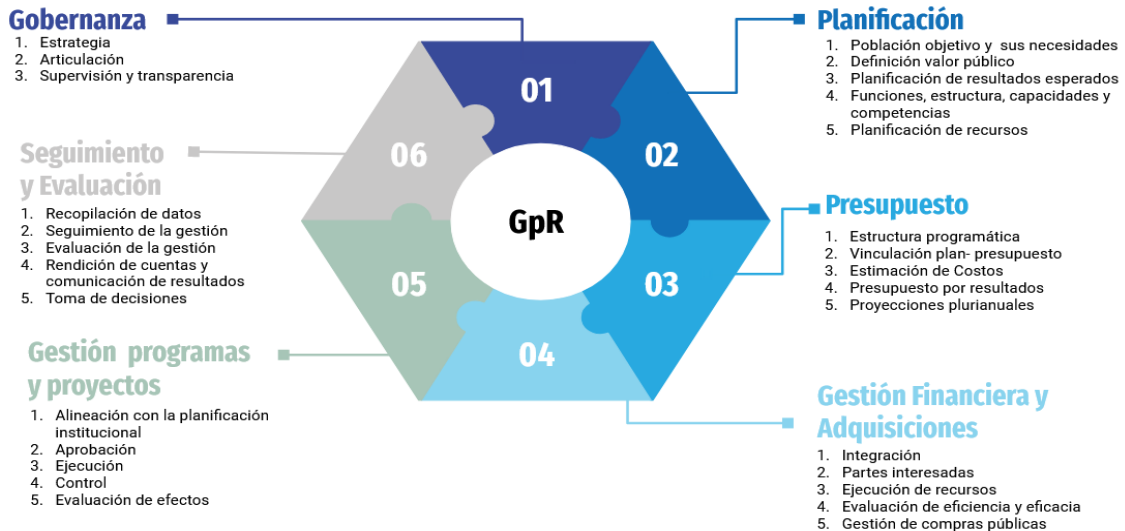 Gobernanza
1. Estrategia
2. Articulación
3. Supervisión y transparencia
Planificación
1. Población objetivo y sus necesidades
2. Definición valor público
3. Planificación de resultados esperados
4. Funciones, estructura, capacidades y
competencias
5. Planificación de recursos
Presupuesto
1. Estructura programática
2. Vinculación plan- presupuesto
3. Estimación de Costos
4. Presupuesto por resultados
5. Proyecciones plurianuales
Gestión Financiera y
Adquisiciones
1. Integración
2. Partes interesadas
3. Ejecución de recursos
4. Evaluación de eficiencia y eficacia
5. Gestión de compras públicas
Gestión programas
y proyectos
1. Alineación con la planificación
institucional
2. Aprobación
3. Ejecución
4. Control
5. Evaluación de efectos
Seguimiento
y Evaluación
1. Recopilación de datos
2. Seguimiento de la gestión
3. Evaluación de la gestión
4. Rendición de cuentas y
comunicación de resultados
5. Toma de decisiones
01
02
03
04
05
06
GpR